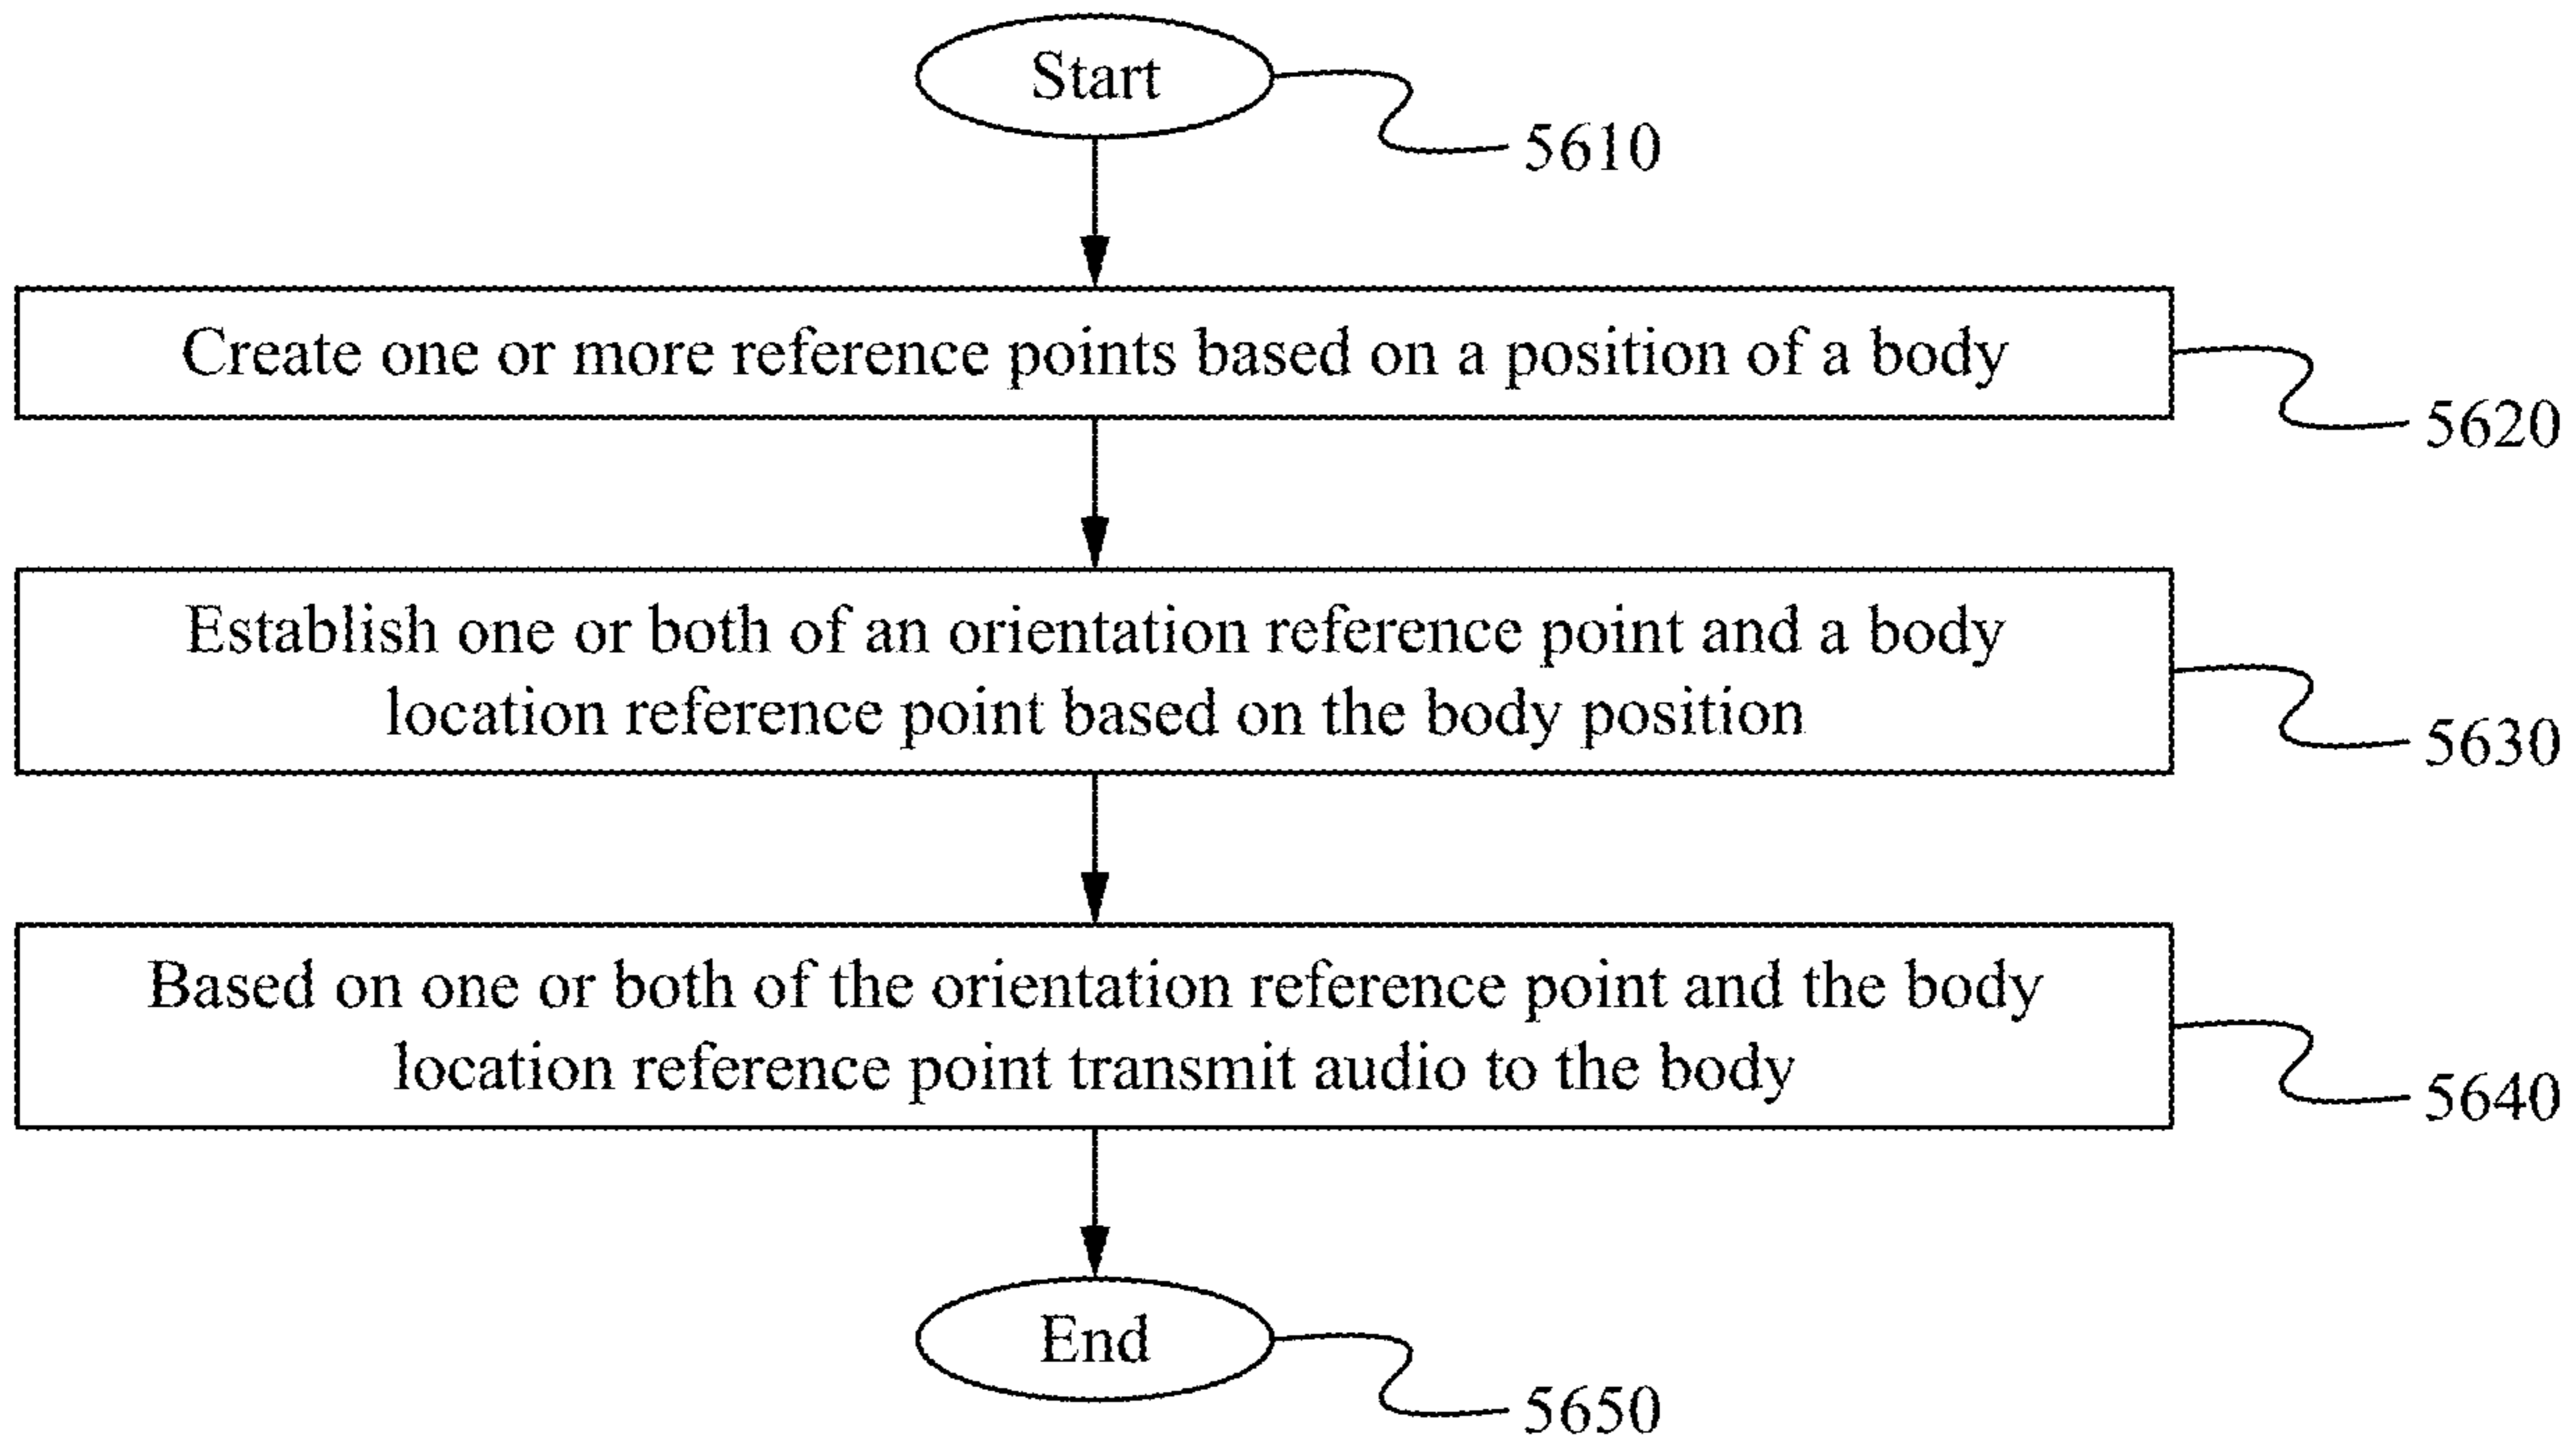 Start
5610
Create one or more reference points based on a position of a body
5620
Establish one or both of an orientation reference point and a body
location reference point based on the body position
5630
Based on one or both of the orientation reference point and the body
location reference point transmit audio to the body
5640
End
5650